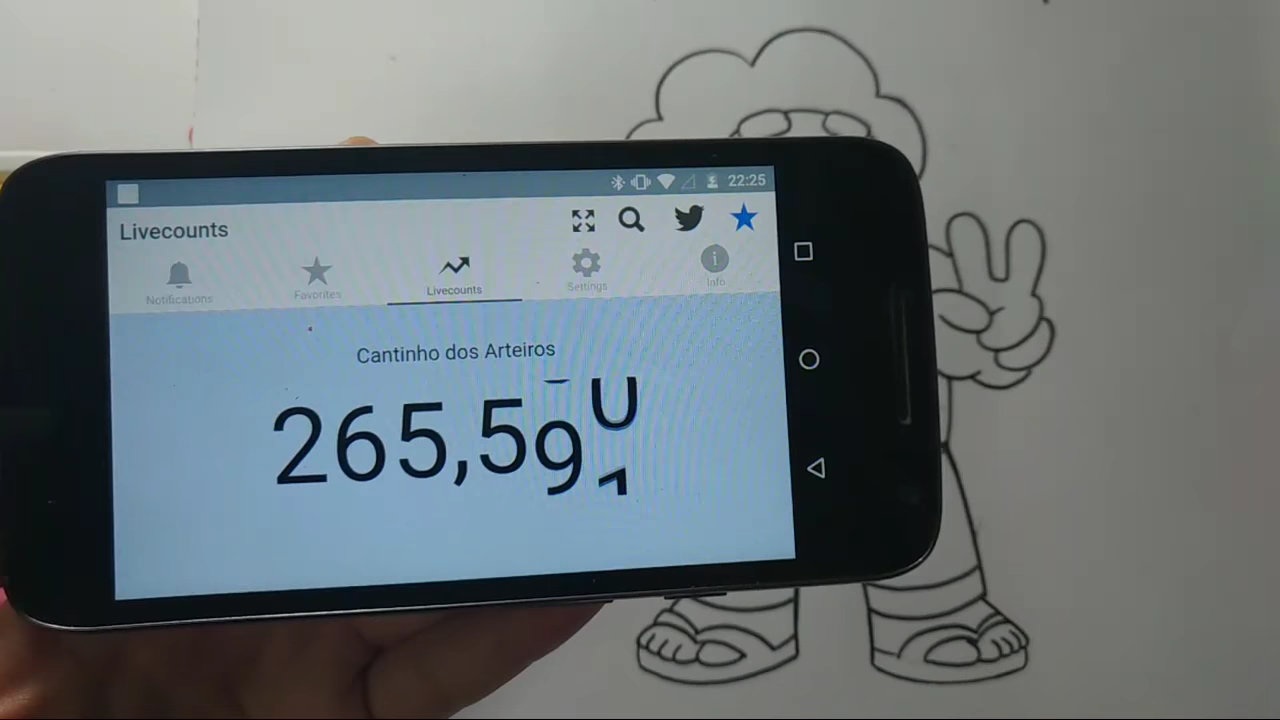 22:25
Livecounts
Notifications
Favorites
Livecounts
Settings
Info
Cantinho dos Arteiros
265,59